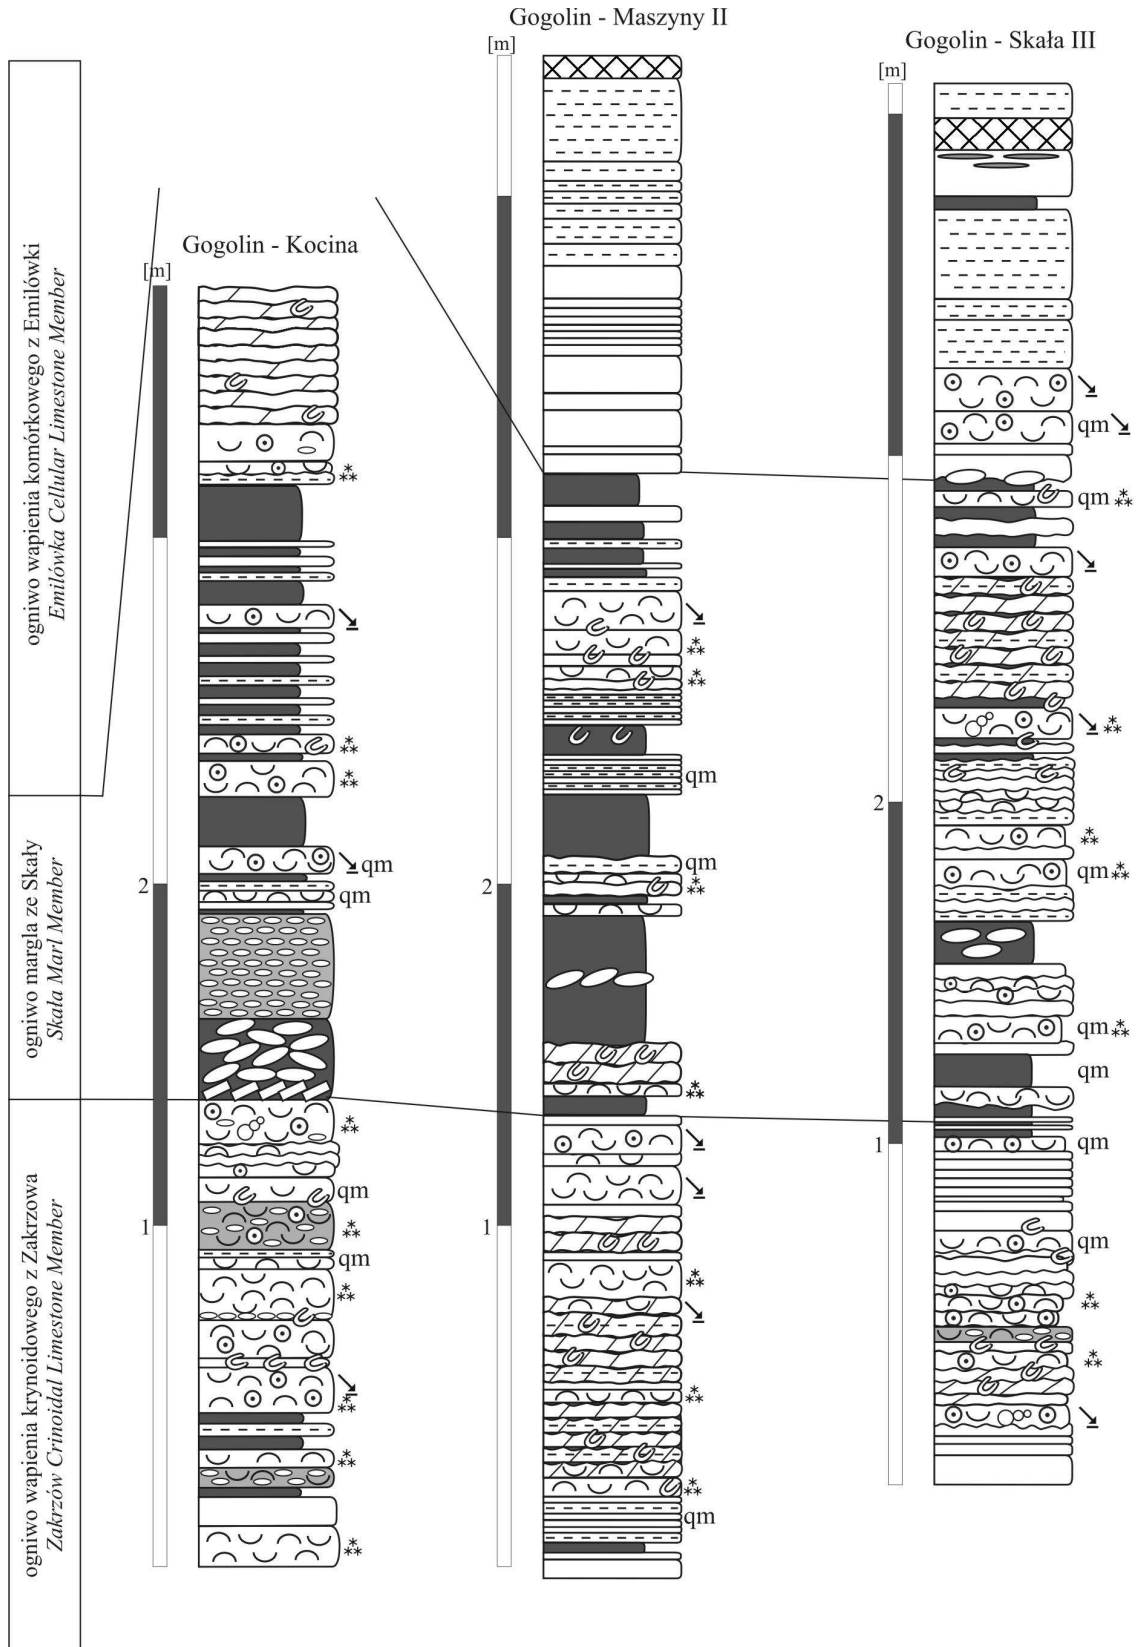 Gogolin - Maszyny II
Gogolin - Skała III
[m]
[m]
Gogolin - Kocina
[m]
ogniwo wapienia komórkowego z Emilówki
Emilówka Cellular Limestone Member
ogniwo margla ze Skały
Skała Marl Member
ogniwo wapienia krynoidowego z Zakrzowa
Zakrzów Crinoidal Limestone Member
qm
qm
2
qm
qm
1
qm
qm
qm
2
1
qm
qm
qm
2
qm
qm
qm
1
qm
qm